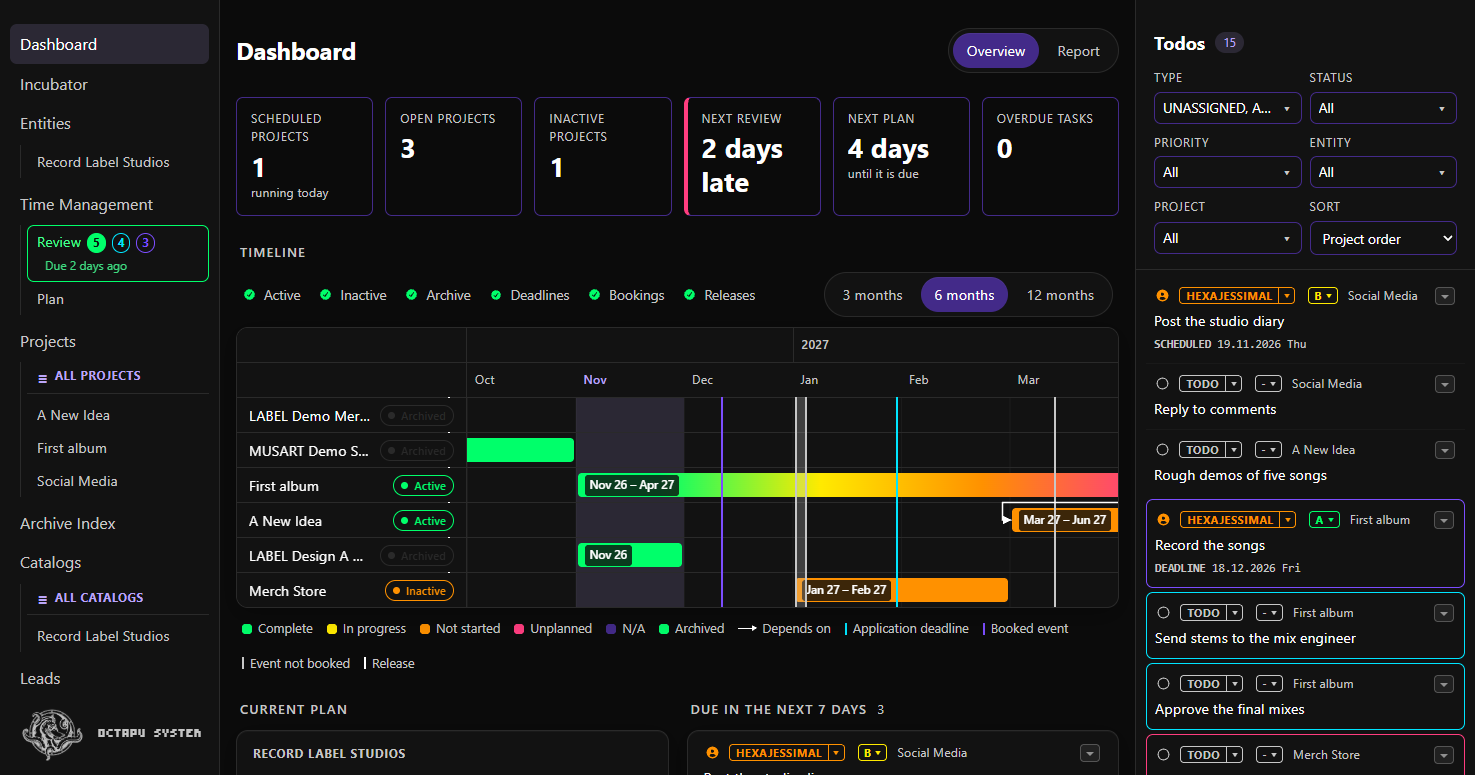 Dashboard
Incubator
Entities
Record Label Studios
Time Management
Review 5 4 3
Due 2 days ago
Plan
Projects
ALL PROJECTS
A New Idea
First album
Social Media
Archive Index
Catalogs
ALL CATALOGS
Record Label Studios
Leads
OCTAPU SYSTEM
Dashboard
Overview Report
SCHEDULED PROJECTS
1
running today
OPEN PROJECTS
3
INACTIVE PROJECTS
1
NEXT REVIEW
2 days late
NEXT PLAN
4 days
until it is due
OVERDUE TASKS
0
TIMELINE
Active Inactive Archive Deadlines Bookings Releases
3 months 6 months 12 months
2027
Oct Nov Dec Jan Feb Mar
LABEL Demo Mer... Archived
MUSART Demo S... Archived
First album Active Nov 26 – Apr 27
A New Idea Active Mar 27 – Jun 27
LABEL Design A ... Archived Nov 26
Merch Store Inactive Jan 27 – Feb 27
Complete In progress Not started Unplanned N/A Archived Depends on Application deadline Booked event
Event not booked Release
CURRENT PLAN
RECORD LABEL STUDIOS
DUE IN THE NEXT 7 DAYS 3
HEXAJESSIMAL B Social Media
Todos 15
TYPE STATUS
UNASSIGNED, A... All
PRIORITY ENTITY
All All
PROJECT SORT
All Project order
HEXAJESSIMAL B Social Media
Post the studio diary
SCHEDULED 19.11.2026 Thu
TODO - Social Media
Reply to comments
TODO - A New Idea
Rough demos of five songs
HEXAJESSIMAL A First album
Record the songs
DEADLINE 18.12.2026 Fri
TODO - First album
Send stems to the mix engineer
TODO - First album
Approve the final mixes
TODO - Merch Store